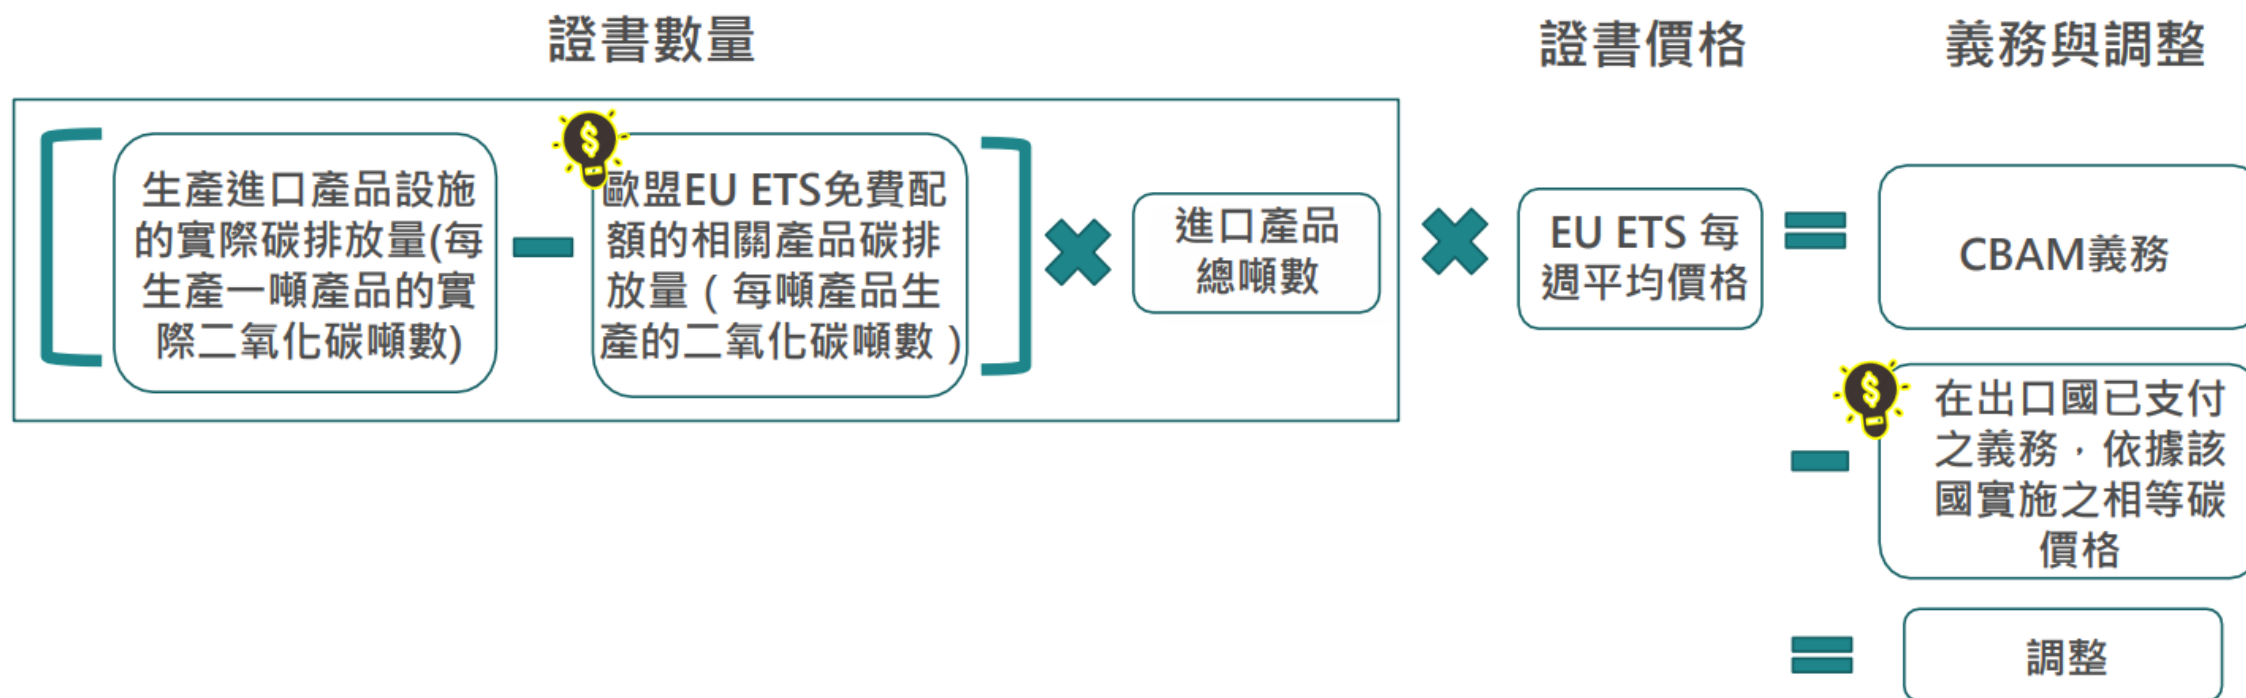 證書數量
證書價格
義務與調整
生產進口產品設施
的實際碳排放量(每
生產一噸產品的實
際二氧化碳噸數)
歐盟EU ETS免費配
額的相關產品碳排
放量（每噸產品生
產的二氧化碳噸數）
進口產品
總噸數
EU ETS 每
週平均價格
CBAM義務
在出口國已支付
之義務，依據該
國實施之相等碳
價格
調整